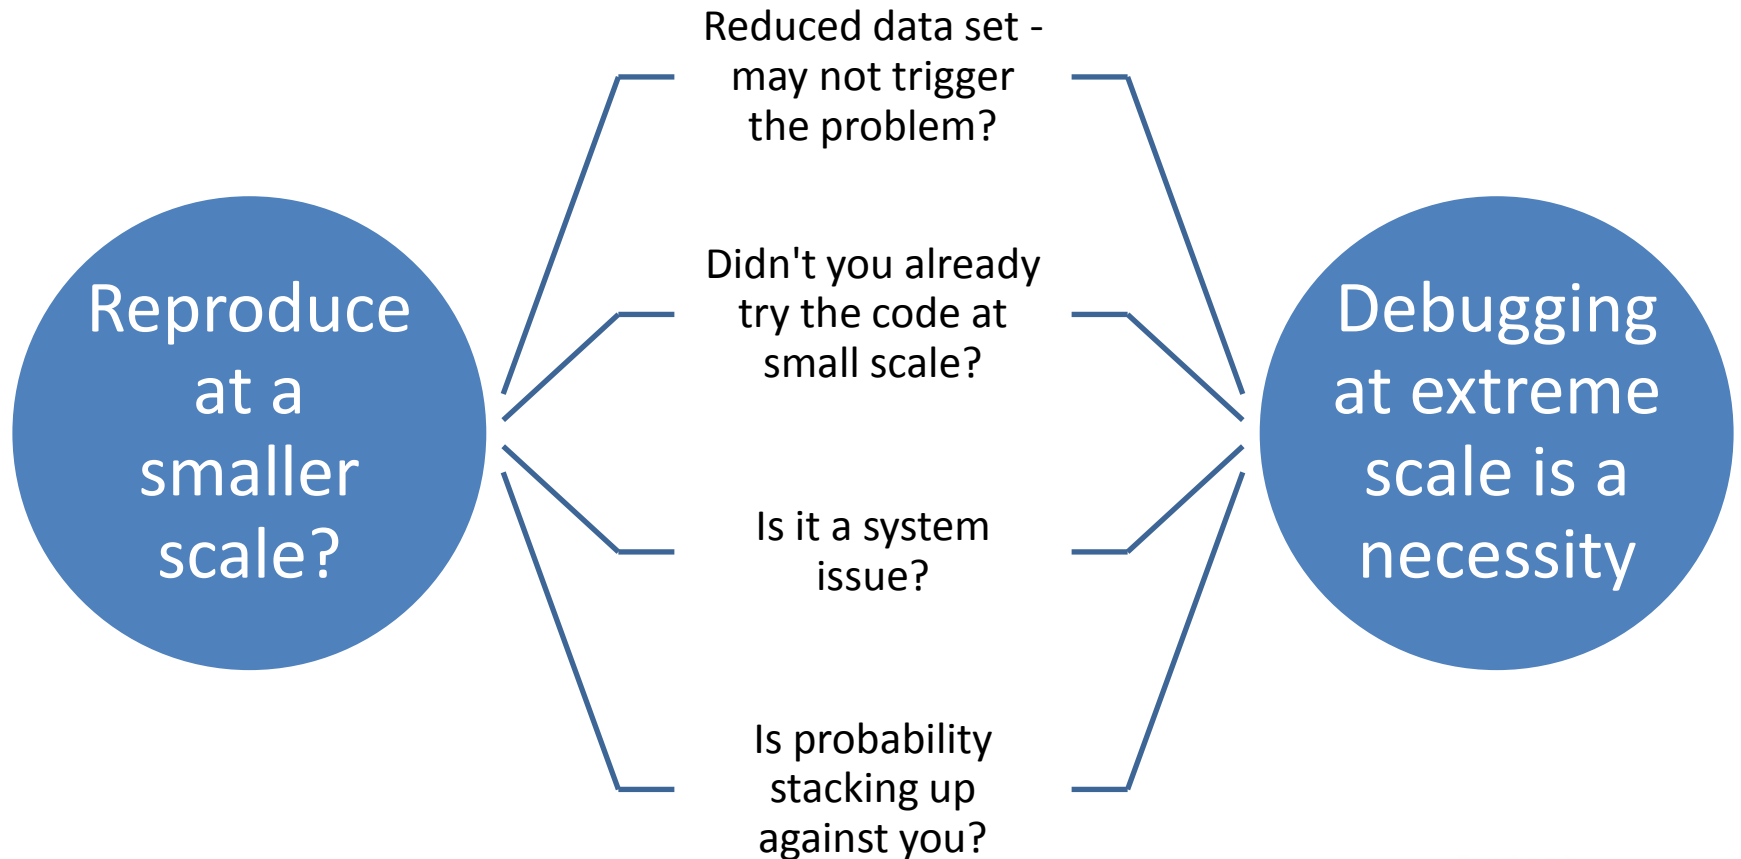 Reproduce
at a
smaller
scale?
Reduced data set -
may not trigger
the problem?
Didn't you already
try the code at
small scale?
Is it a system
issue?
Is probability
stacking up
against you?
Debugging
at extreme
scale is a
necessity